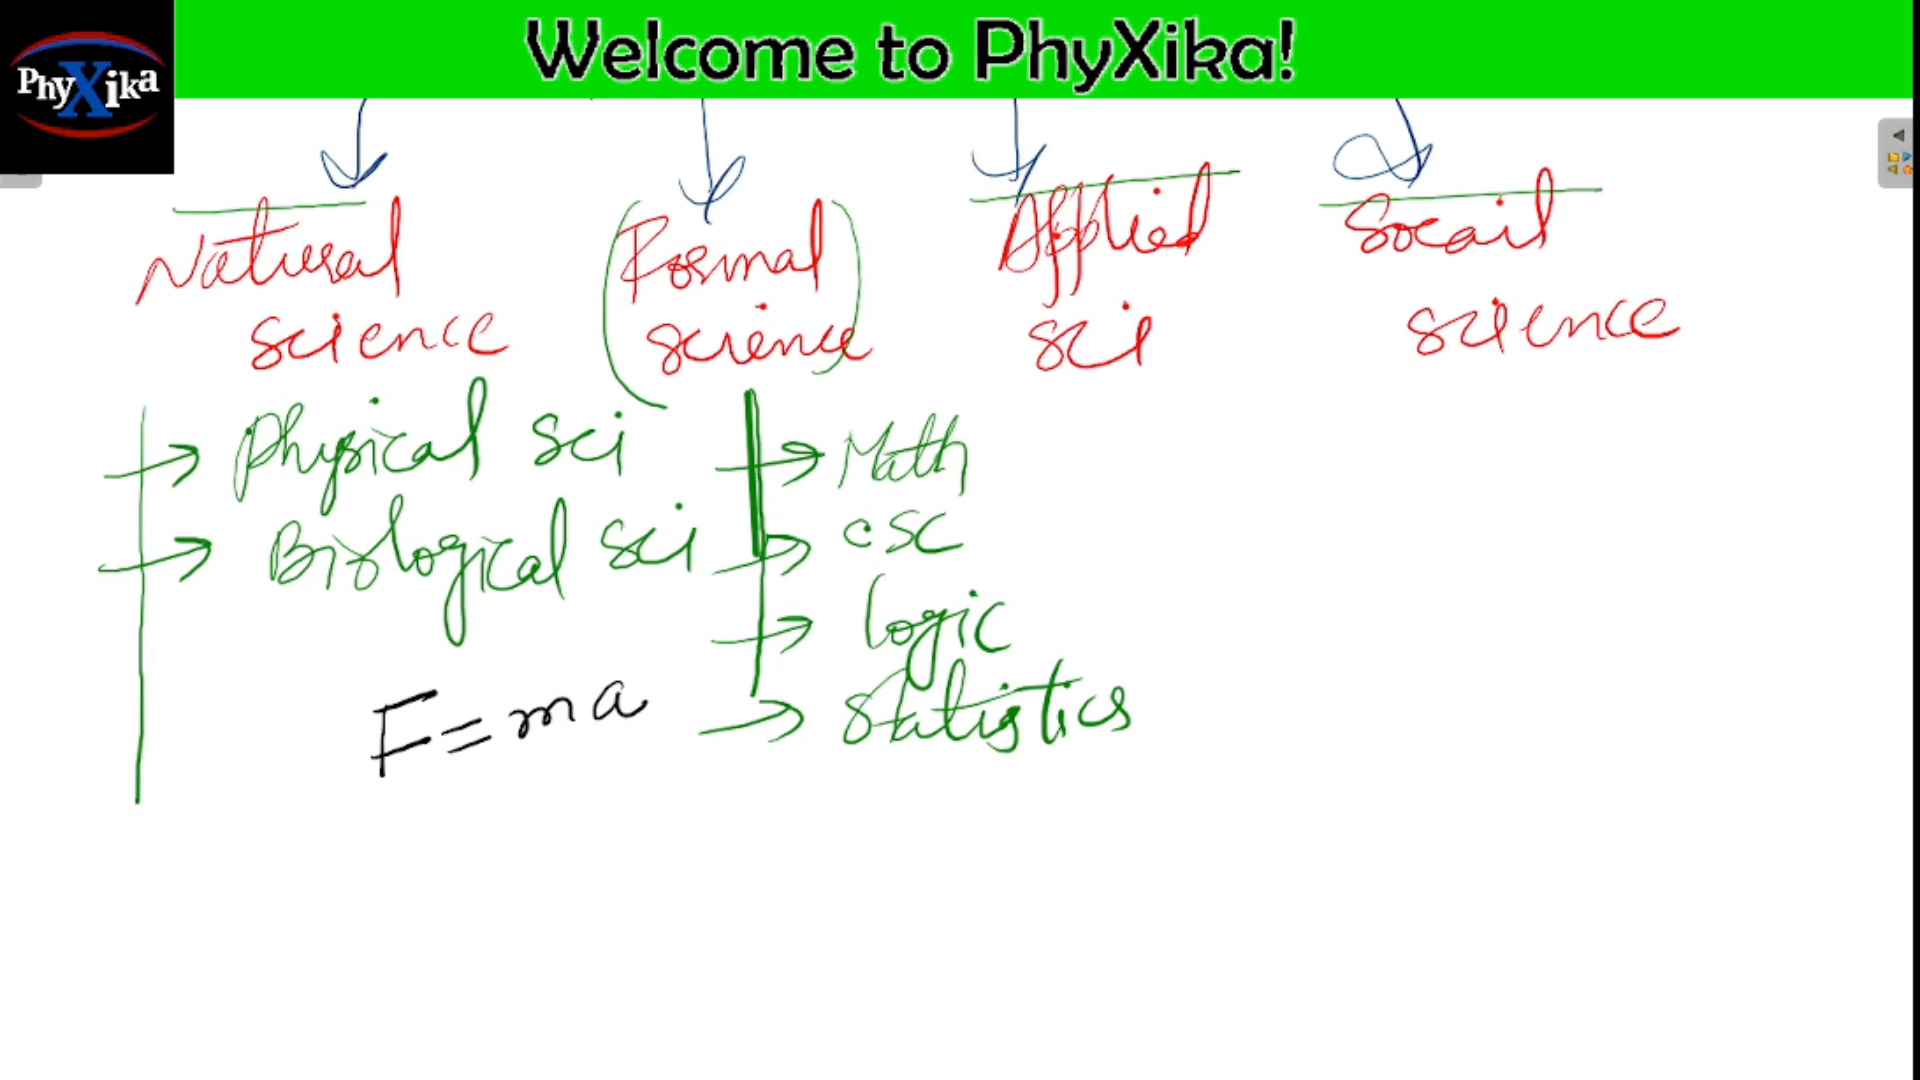 Welcome to PhyXika!
PhyXika
Natural science
Formal science
Applied sci
Socail science
Physical sci
Biological sci
Math
CSC
logic
Statistics
F=ma